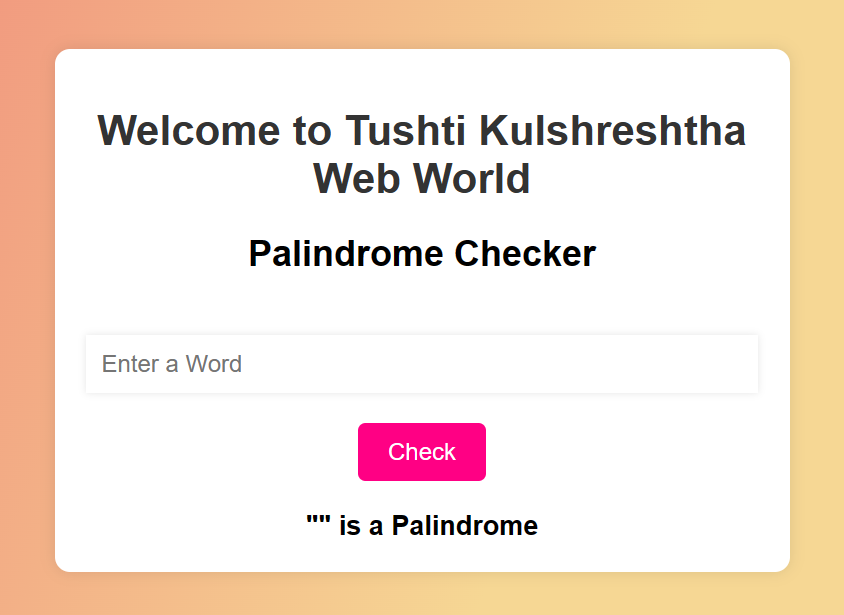 Welcome to Tushti Kulshreshtha
Web World
Palindrome Checker
Enter a Word
Check
"" is a Palindrome